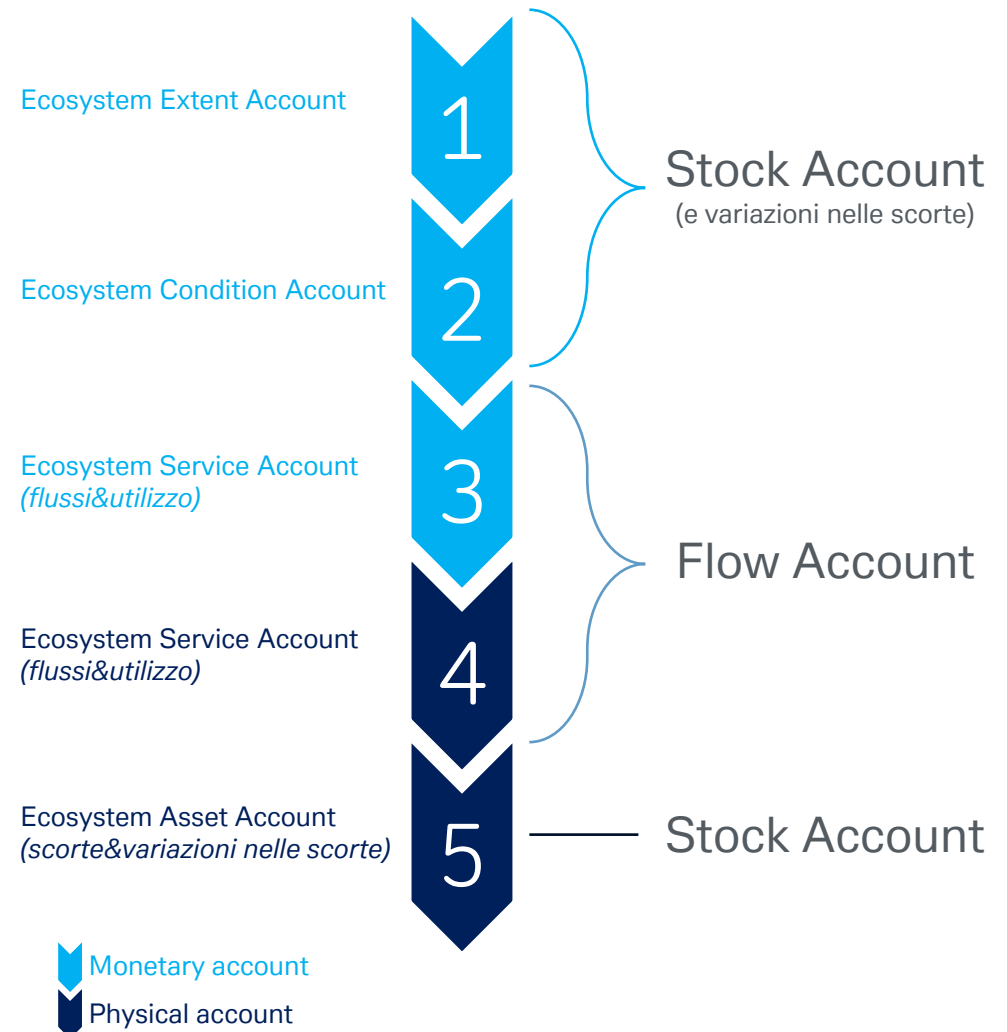 Ecosystem Extent Account
1
Stock Account
(e variazioni nelle scorte)
Ecosystem Condition Account
2
Ecosystem Service Account
(flussi&utilizzo)
3
Flow Account
Ecosystem Service Account
(flussi&utilizzo)
4
Ecosystem Asset Account
(scorte&variazioni nelle scorte)
5
Stock Account
Monetary account
Physical account